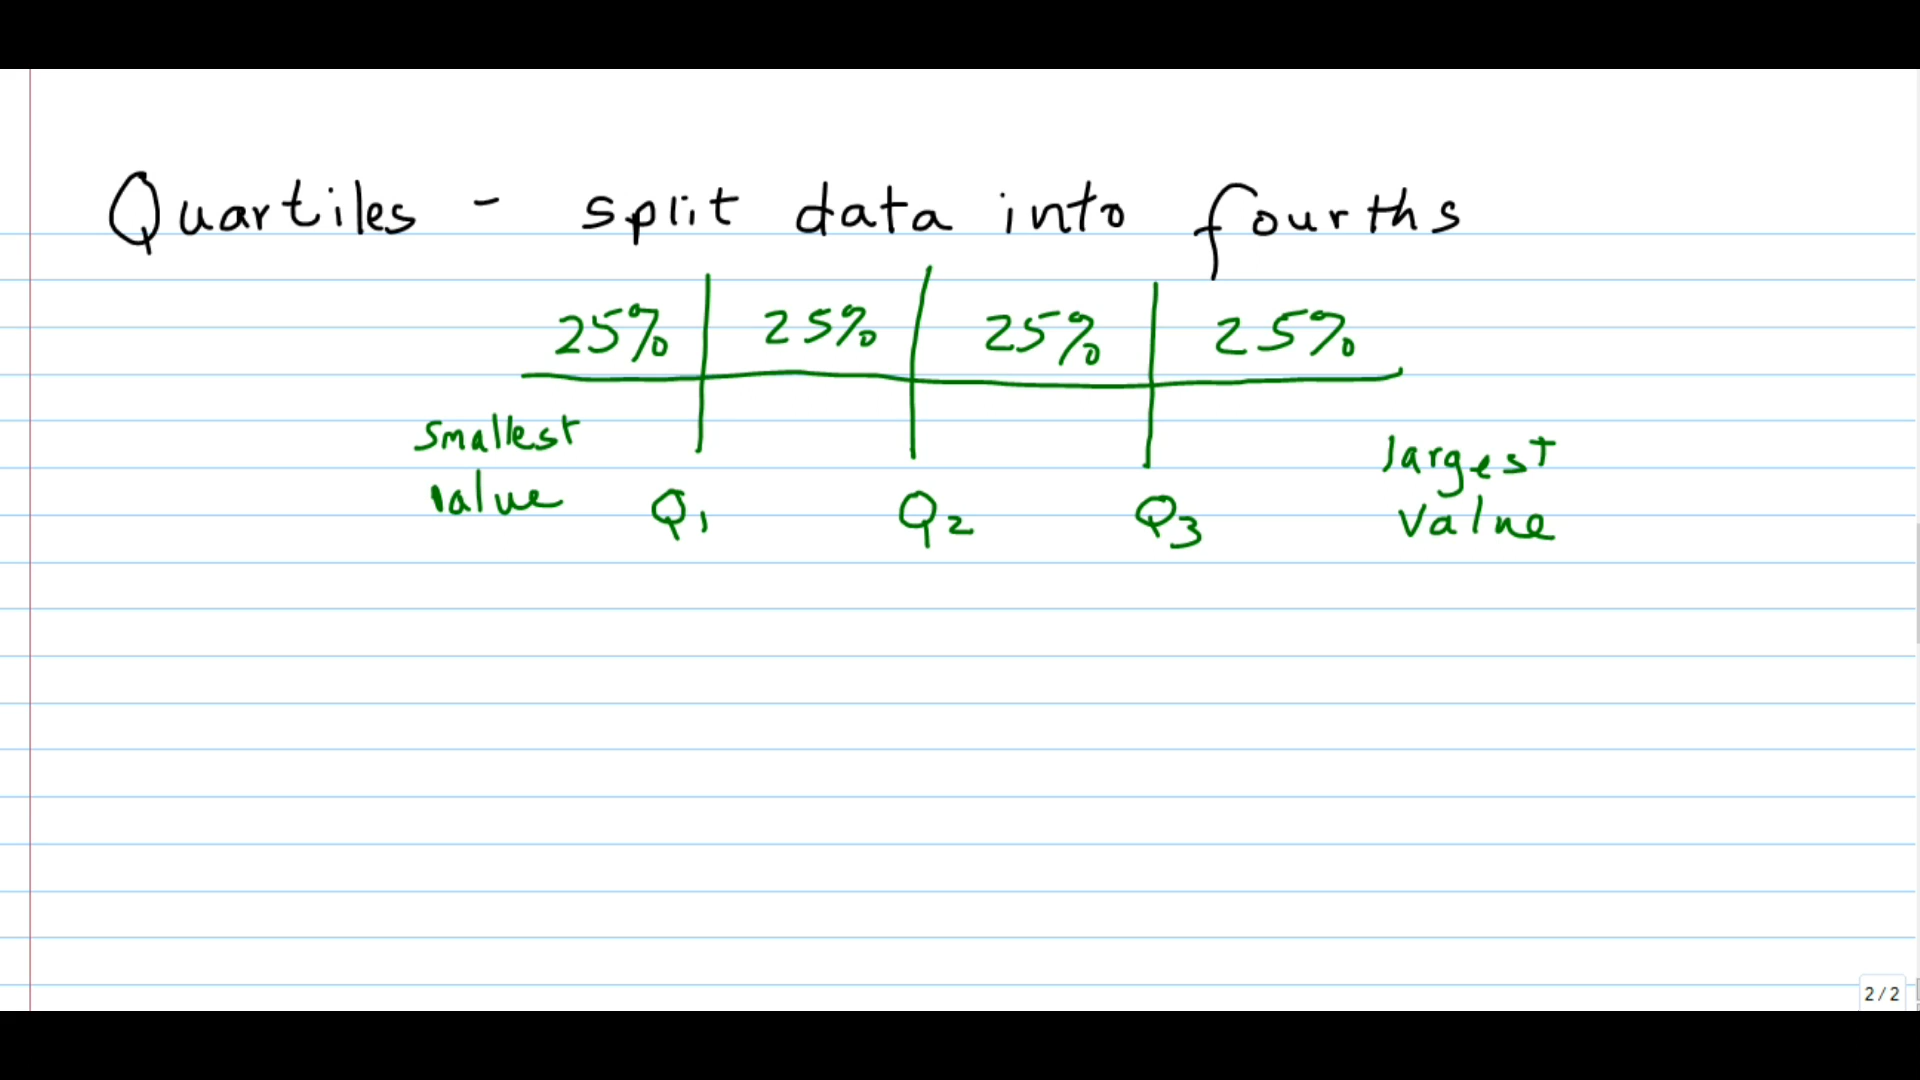 Quartiles - split data into fourths
25% 25% 25% 25%
smallest value
Q1 Q2 Q3
largest value
2/2